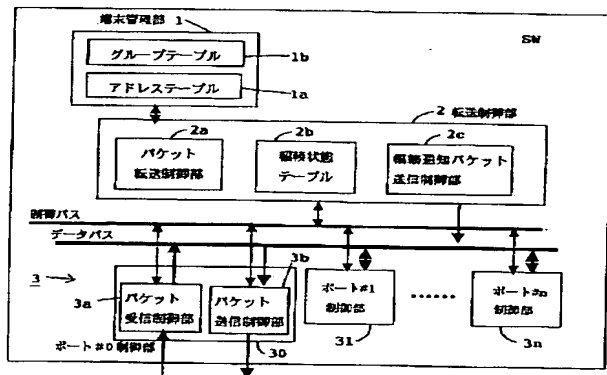 端末管理部 1
SW
グループテーブル
1b
アドレステーブル
1a
2 転送制御部
2a
2b
2c
パケット
転送制御部
輻輳状態
テーブル
輻輳通知パケット
送信制御部
制御バス
データバス
3
3a
3b
パケット
受信制御部
パケット
送信制御部
ポート#1
制御部
ポート#n
制御部
31
3n
30
ポート#0制御部